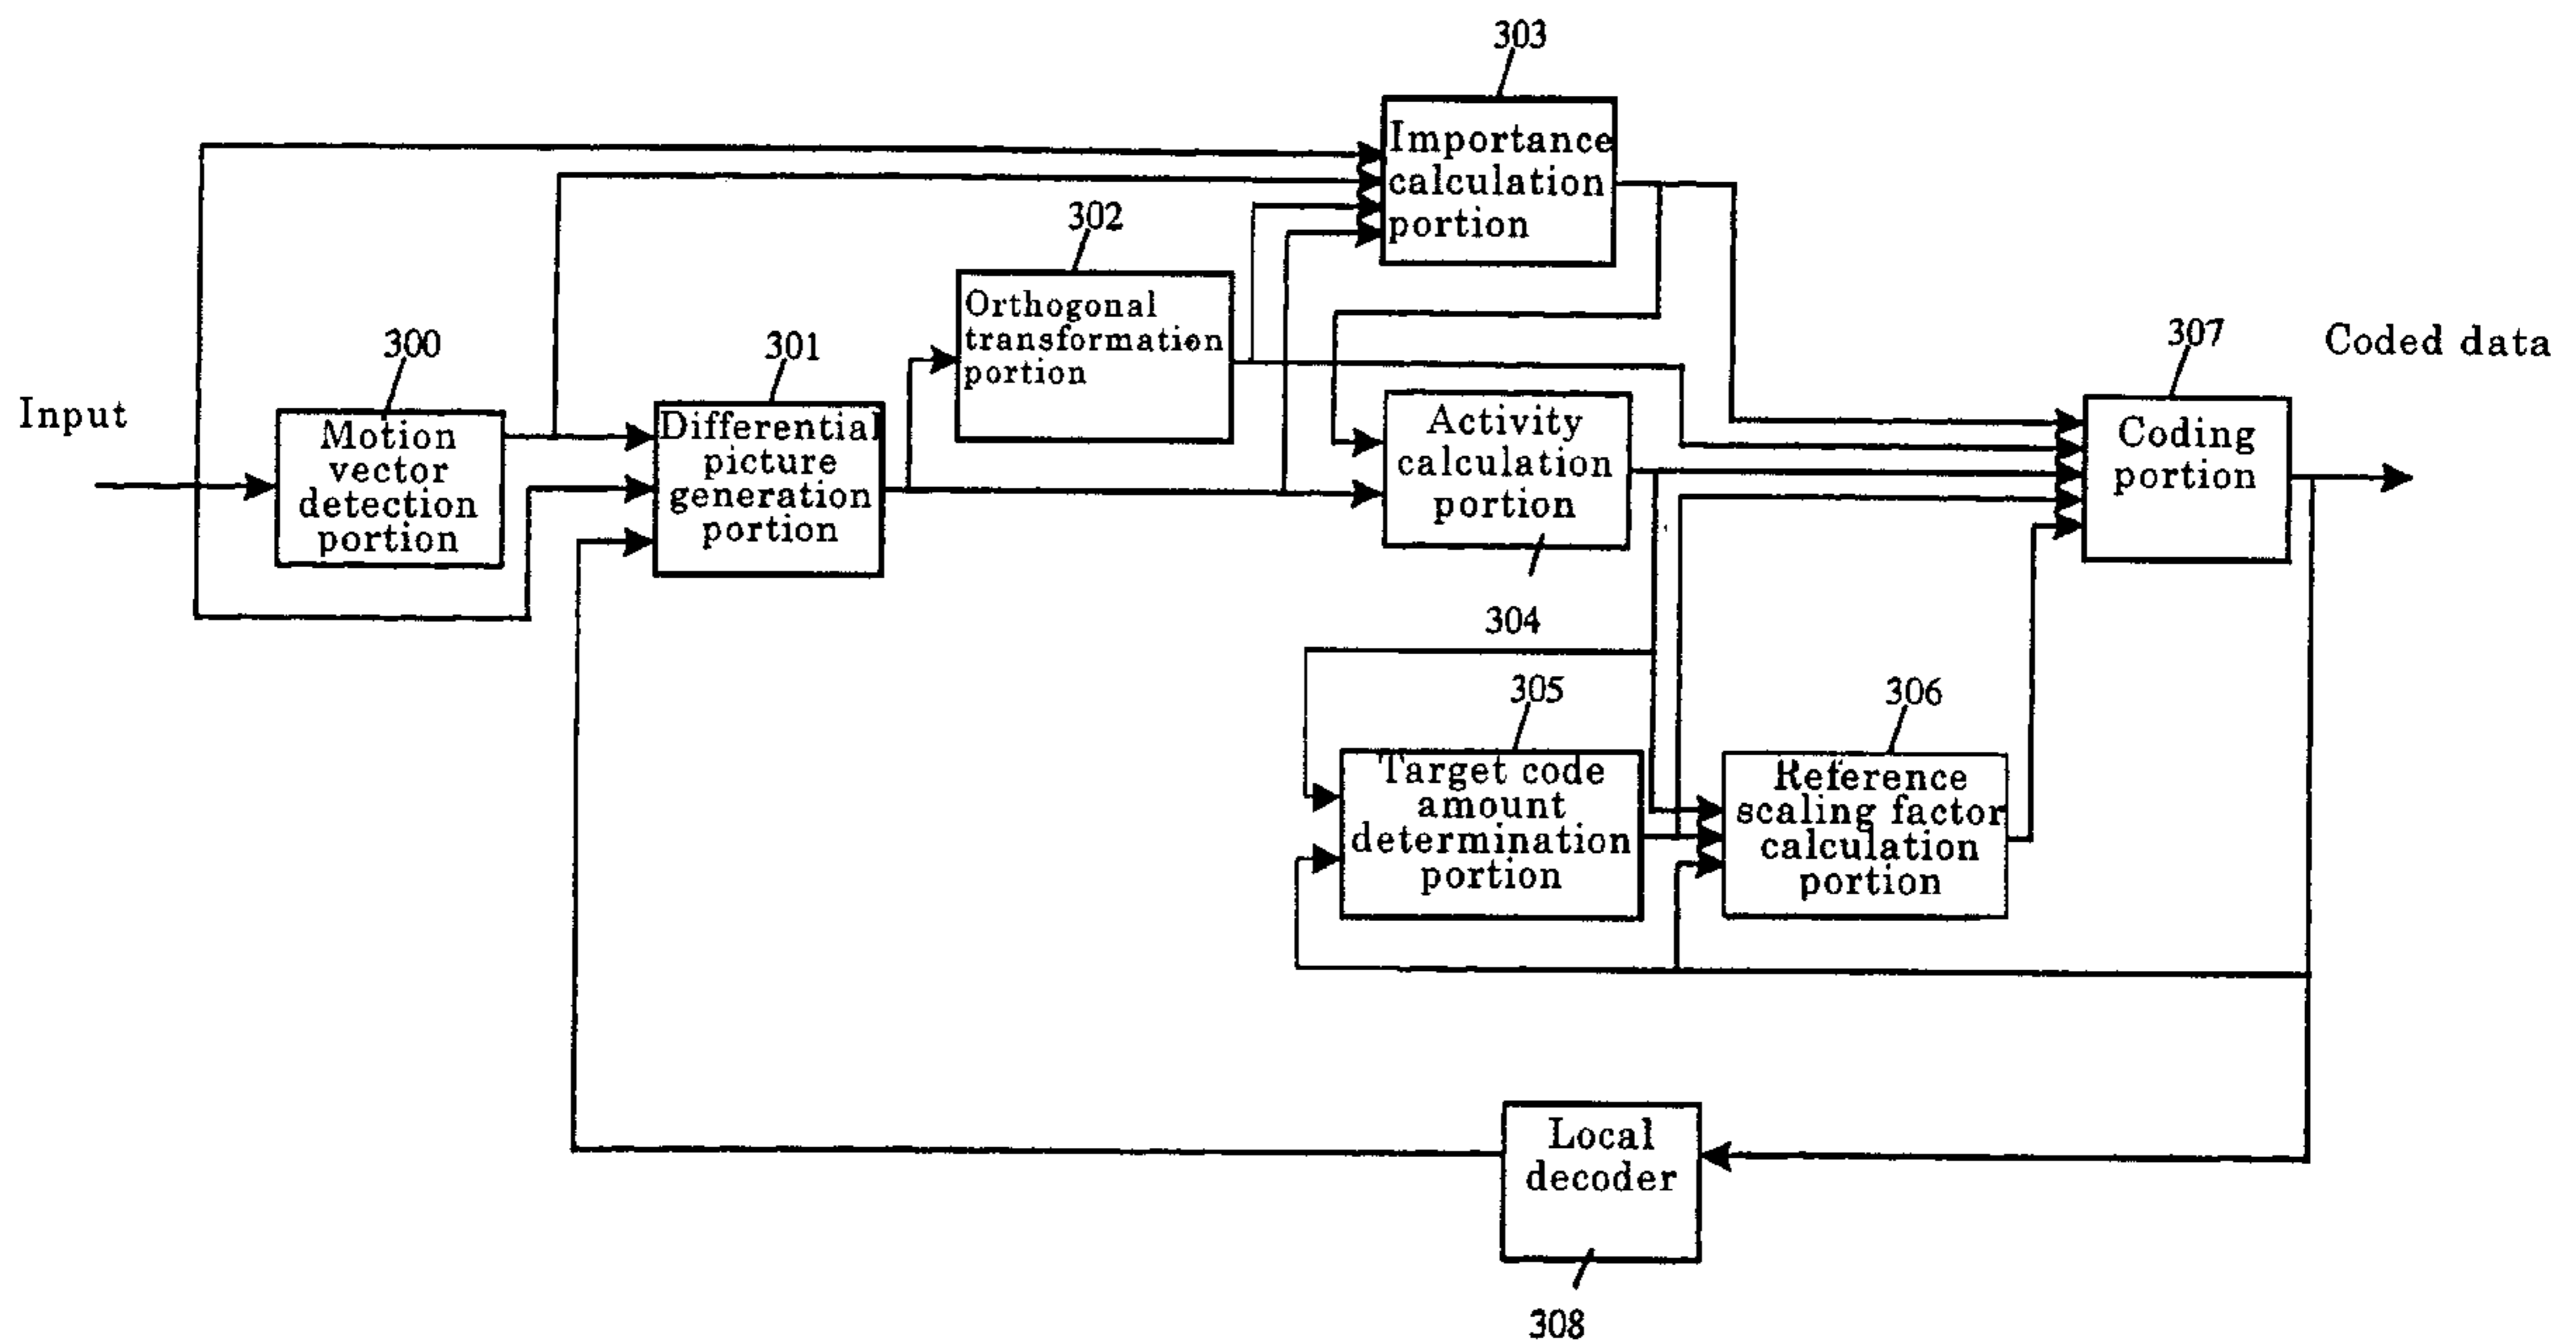 303
Importance
calculation
portion
302
Orthogonal
transformation
portion
300
301
307
Coded data
Input
Motion
vector
detection
portion
Differential
picture
generation
portion
Activity
calculation
portion
Coding
portion
304
305
306
Target code
amount
determination
portion
Reference
scaling factor
calculation
portion
Local
decoder
308